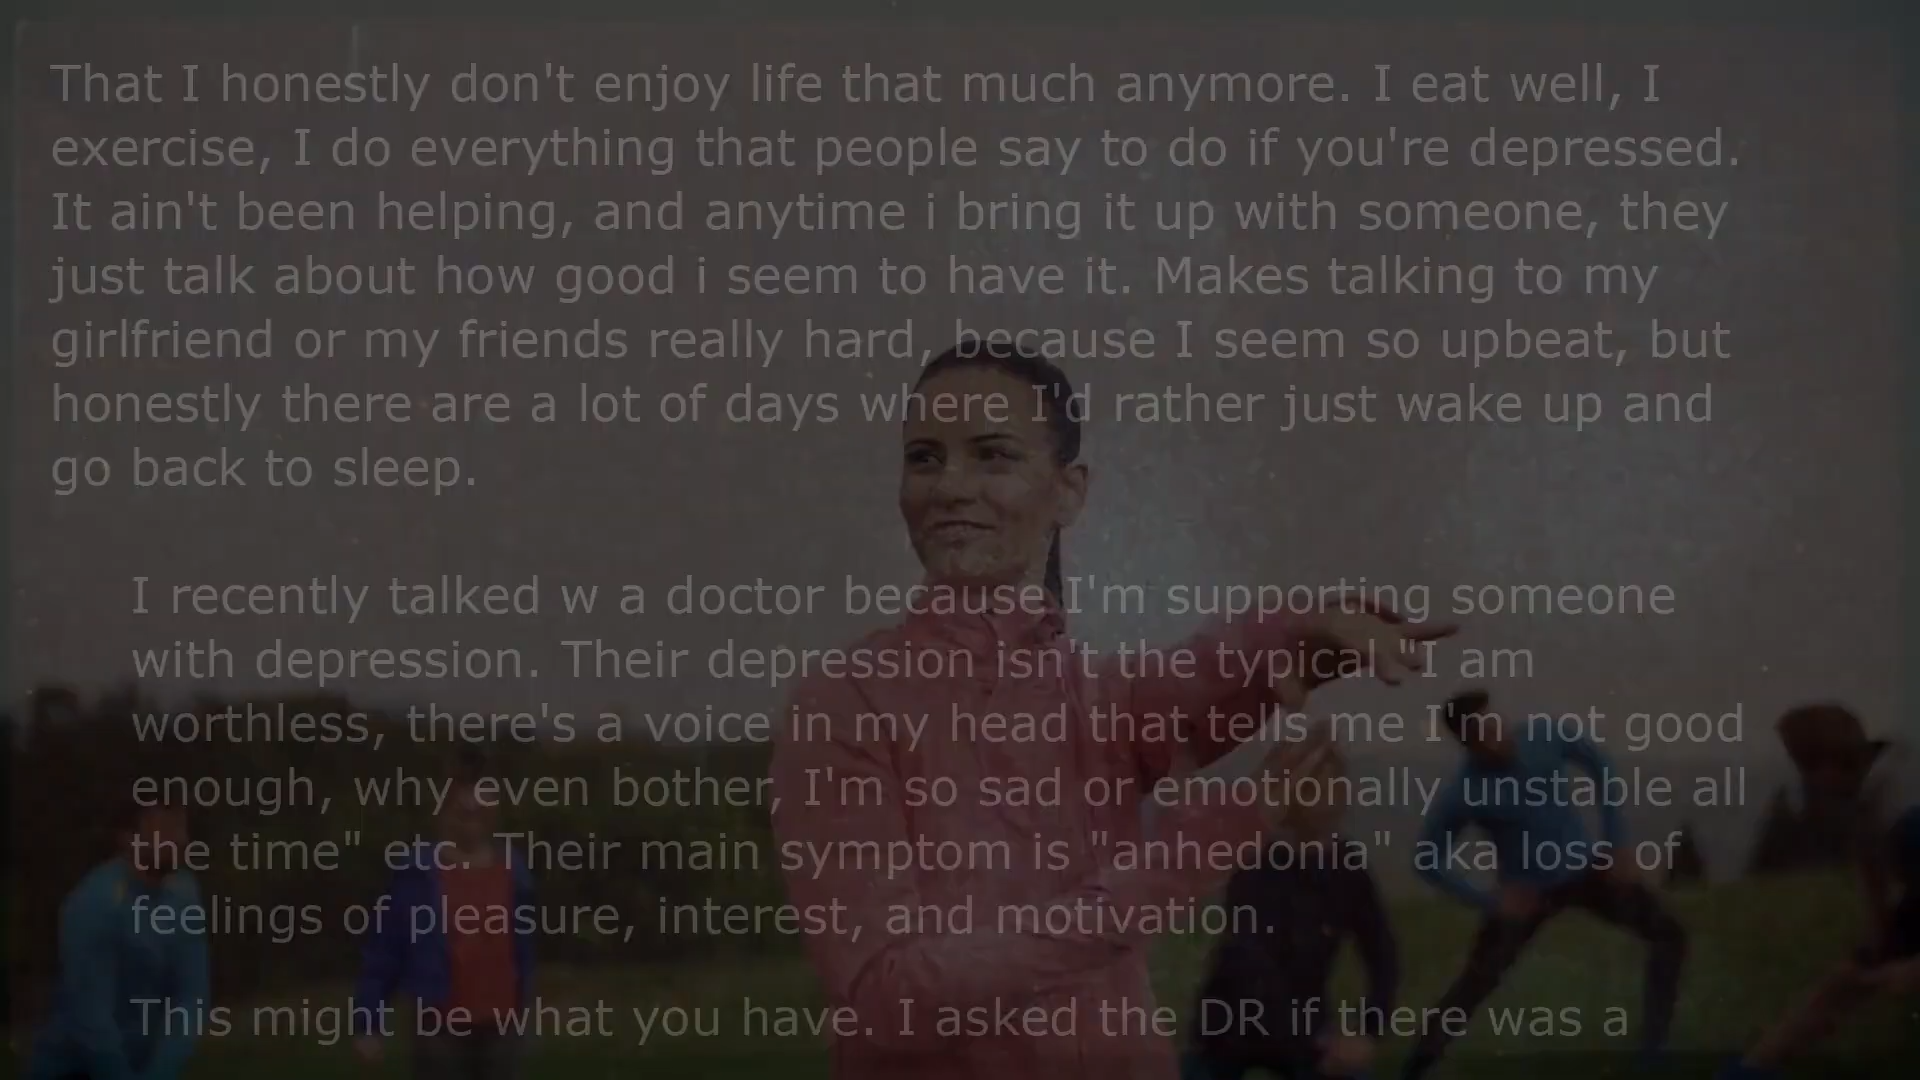 That I honestly don't enjoy life that much anymore. I eat well, I
exercise, I do everything that people say to do if you're depressed.
It ain't been helping, and anytime i bring it up with someone, they
just talk about how good i seem to have it. Makes talking to my
girlfriend or my friends really hard, because I seem so upbeat, but
honestly there are a lot of days where I'd rather just wake up and
go back to sleep.
I recently talked w a doctor because I'm supporting someone
with depression. Their depression isn't the typical "I am
worthless, there's a voice in my head that tells me I'm not good
enough, why even bother, I'm so sad or emotionally unstable all
the time" etc. Their main symptom is "anhedonia" aka loss of
feelings of pleasure, interest, and motivation.
This might be what you have. I asked the DR if there was a